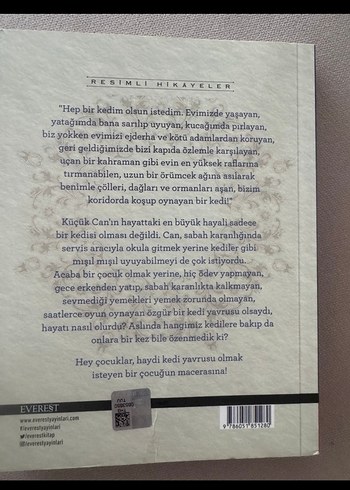 RESİMLİ HİKÂYELER
"Hep bir kedim olsun istedim. Evimizde yaşayan,
yatağımda bana sarılıp uyuyan, kucağımda pırlayan,
biz yokken evimizi ejderha ve kötü adamlardan koruyan,
geri geldiğimizde bizi kapıda özlemle karşılayan,
uçan bir kahraman gibi evin en yüksek raflarına
tırmanabilen, uzun bir örümcek ağına asılarak
benimle çölleri, dağları ve ormanları aşan, bizim
koridorda koşup oynayan bir kedi!"
Küçük Can'ın hayattaki en büyük hayali sadece
bir kedisi olması değildi. Can, sabah karanlığında
servis aracıyla okula gitmek yerine kediler gibi
mışıl mışıl uyuyabilmeyi de çok istiyordu...
Acaba bir çocuk olmak yerine, hiç ödev yapmayan,
gece erkenden yatıp, sabah karanlıkta kalkmayan,
sevmediği yemekleri yemek zorunda olmayan,
saatlerce oyun oynayan özgür bir kedi yavrusu olsaydı,
hayatı nasıl olurdu? Aslında hangimiz kedilere bakıp da
onlara bir kez bile özenmedik ki?
Hey çocuklar, haydi kedi yavrusu olmak
isteyen bir çocuğun macerasına!
EVEREST
www.everestyayinlari.com
/everestyayinlari
/everestkitap
/everestyayinlari
9 786051 851280